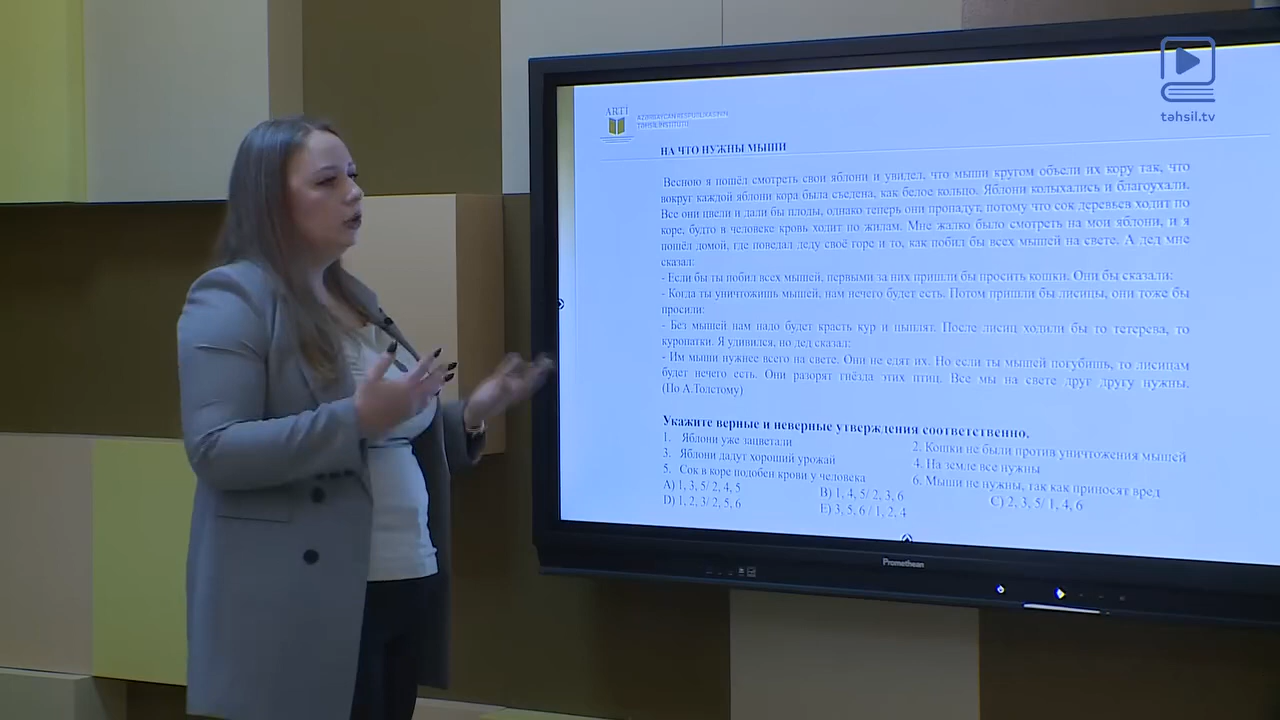 təhsil.tv
ARTİ
AZƏRBAYCAN RESPUBLİKASININ
TƏHSİL İNSTİTUTU
НА ЧТО НУЖНЫ МЫШИ
Весною я пошёл смотреть свои яблони и увидел, что мыши кругом объели их кору так, что
вокруг каждой яблони кора была съедена, как белое кольцо. Яблони колыхались и благоухали.
Все они цвели и дали бы плоды, однако теперь они пропадут, потому что сок деревьев ходит по
коре, будто в человеке кровь ходит по жилам. Мне жалко было смотреть на мои яблони, и я
пошёл домой, где поведал деду своё горе и то, как побил бы всех мышей на свете. А дед мне
сказал:
- Если бы ты побил всех мышей, первыми за них пришли бы просить кошки. Они бы сказали:
- Когда ты уничтожишь мышей, нам нечего будет есть. Потом пришли бы лисицы, они тоже бы
просили:
- Без мышей нам надо будет красть кур и цыплят. После лисиц ходили бы то тетерева, то
куропатки. Я удивился, но дед сказал:
- Им мыши нужнее всего на свете. Они не едят их. Но если ты мышей погубишь, то лисицам
будет нечего есть. Они разорят гнёзда этих птиц. Все мы на свете друг другу нужны.
(По А.Толстому)
Укажите верные и неверные утверждения соответственно.
1. Яблони уже зацветали
2. Кошки не были против уничтожения мышей
3. Яблони дадут хороший урожай
4. На земле все нужны
5. Сок в коре подобен крови у человека
6. Мыши не нужны, так как приносят вред
A) 1, 3, 5/ 2, 4, 5
B) 1, 4, 5/ 2, 3, 6
C) 2, 3, 5/ 1, 4, 6
D) 1, 2, 3/ 2, 5, 6
E) 3, 5, 6 / 1, 2, 4
Promethean